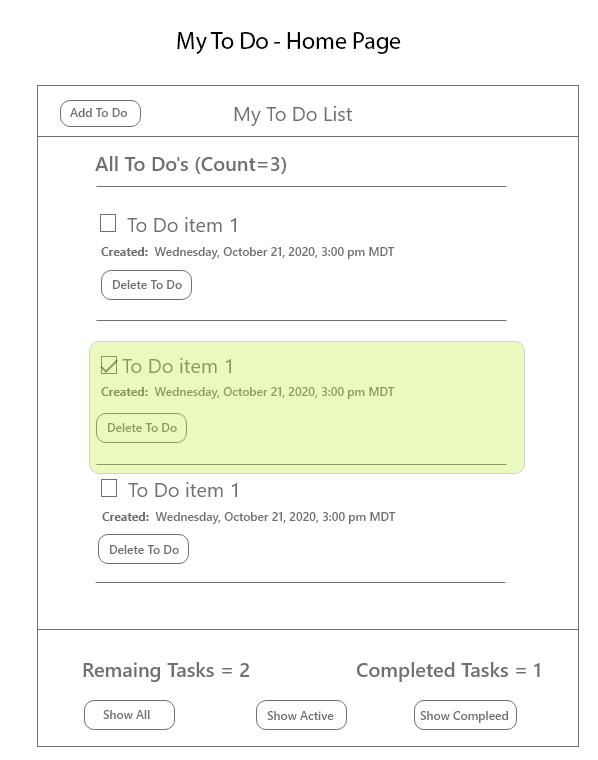 My To Do - Home Page
Add To Do
My To Do List
All To Do's (Count=3)
To Do item 1
Created: Wednesday, October 21, 2020, 3:00 pm MDT
Delete To Do
To Do item 1
Created: Wednesday, October 21, 2020, 3:00 pm MDT
Delete To Do
To Do item 1
Created: Wednesday, October 21, 2020, 3:00 pm MDT
Delete To Do
Remaing Tasks = 2
Completed Tasks = 1
Show All
Show Active
Show Compleed